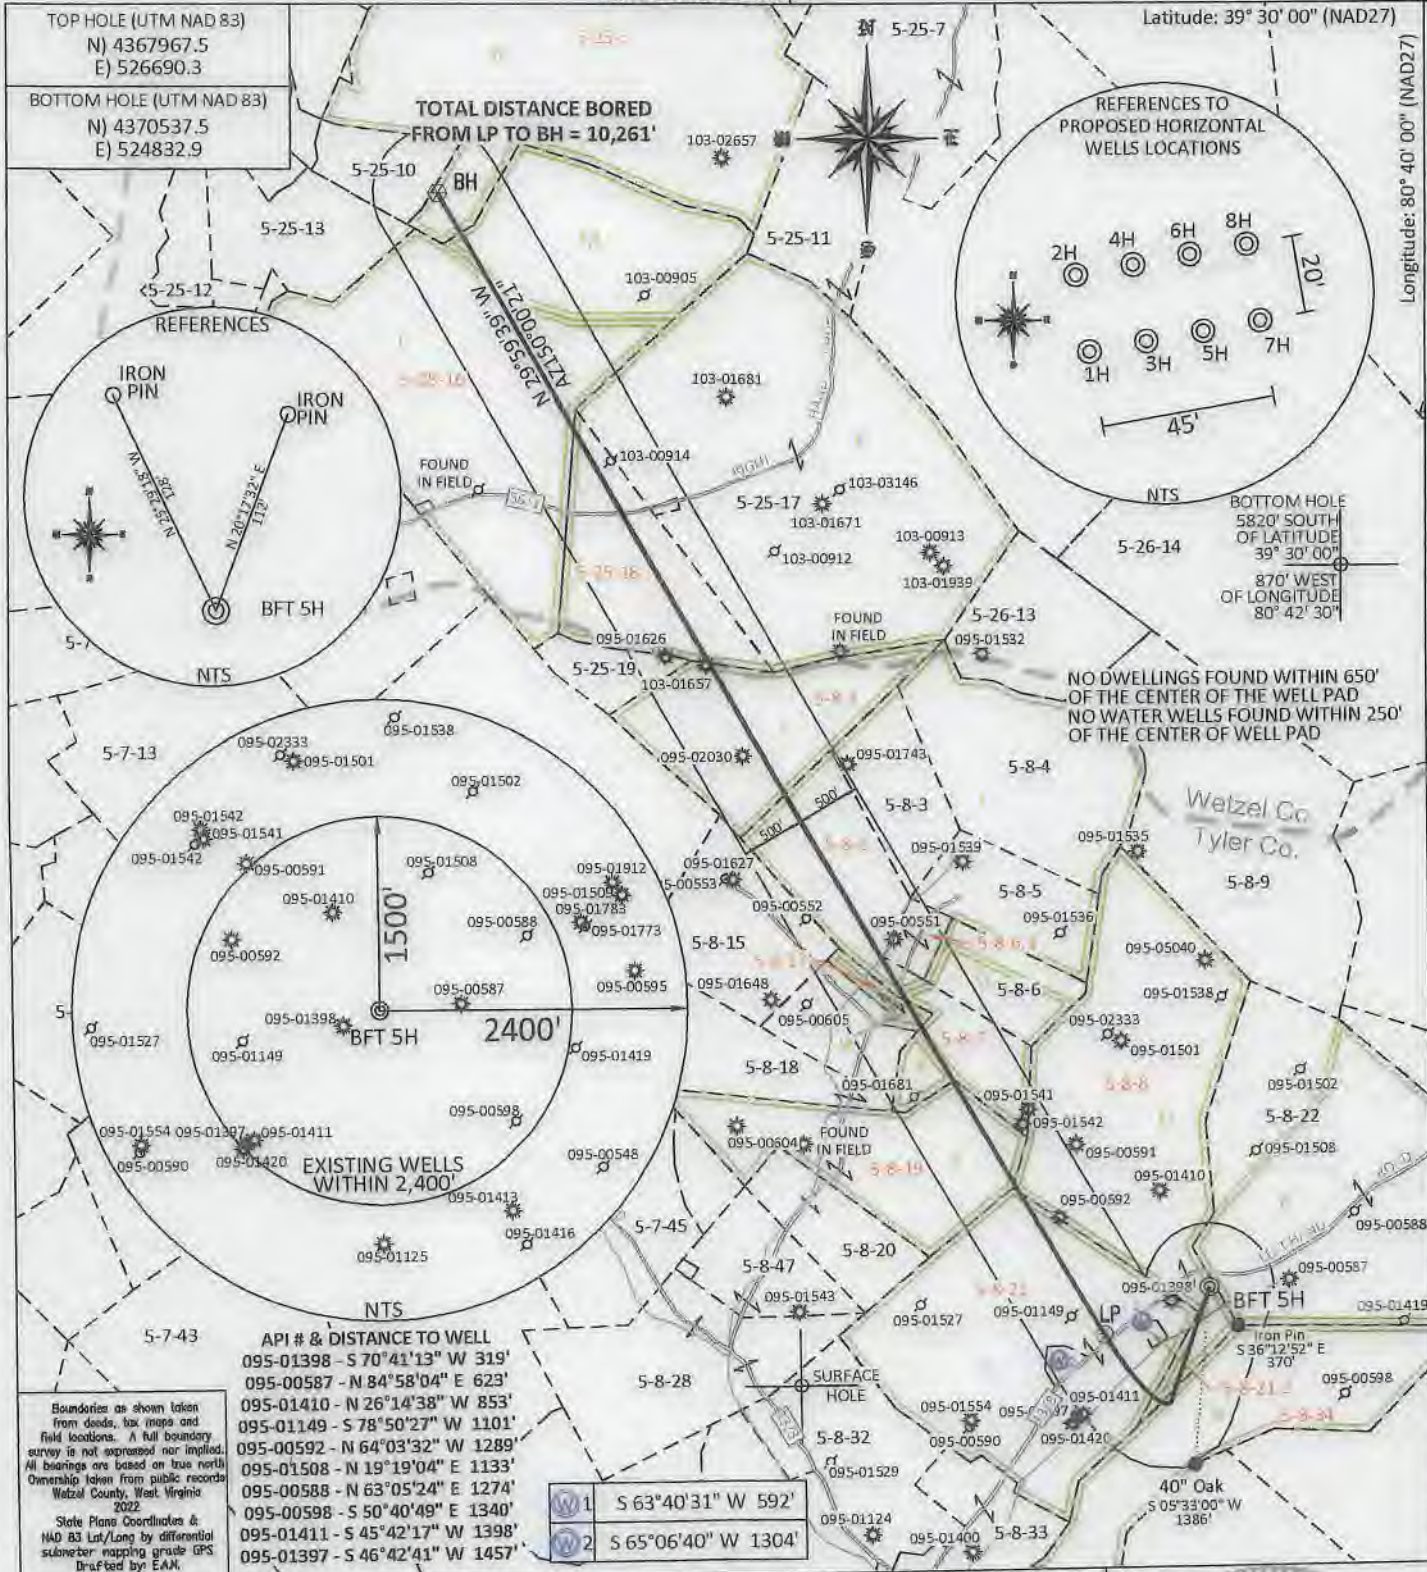 TOP HOLE (UTM NAD 83)
N) 4367967.5
E) 526690.3
BOTTOM HOLE (UTM NAD 83)
N) 4370537.5
E) 524832.9
TOTAL DISTANCE BORED
FROM LP TO BH = 10,261'
Latitude: 39° 30' 00" (NAD27)
Longitude: 80° 40' 00" (NAD27)
5-25-7
103-02657
5-25-10
BH
5-25-13
5-25-12
5-25-11
103-00905
N 29°59'39" W
AZ150°00'21"
REFERENCES TO
PROPOSED HORIZONTAL
WELLS LOCATIONS
2H
4H
6H
8H
1H
3H
5H
7H
20'
45'
NTS
REFERENCES
IRON
PIN
IRON
PIN
N 25°29'18" W
128'
N 20°17'32" E
112'
BFT 5H
NTS
5-25-16
103-01681
FOUND
IN FIELD
103-00914
103-03146
5-25-17
103-01671
103-00912
103-00913
103-01939
5-26-14
BOTTOM HOLE
5820' SOUTH
OF LATITUDE
39° 30' 00"
870' WEST
OF LONGITUDE
80° 42' 30"
5-26-13
FOUND
IN FIELD
095-01532
095-01626
5-25-19
103-01657
NO DWELLINGS FOUND WITHIN 650'
OF THE CENTER OF THE WELL PAD
NO WATER WELLS FOUND WITHIN 250'
OF THE CENTER OF WELL PAD
5-7-13
095-02333
095-01501
095-01538
095-01502
095-01542
095-01541
095-01542
095-00591
095-01508
095-01410
095-00592
095-01912
095-01509
095-01783
095-01773
095-00588
095-00595
095-00587
1500'
2400'
095-01398
BFT 5H
095-01527
095-01149
095-01419
095-00598
095-01554
095-01397
095-01411
095-00590
095-01420
EXISTING WELLS
WITHIN 2,400'
095-00548
095-01413
095-01416
095-01125
NTS
095-02030
095-01743
5-8-4
5-8-3
500'
500'
Wetzel Co.
Tyler Co.
095-01535
5-8-9
095-01539
5-8-5
095-01627
5-00553
095-00552
095-00551
095-01536
095-05040
5-8-15
095-01648
095-00605
5-8-6
095-01538
095-02333
095-01501
5-8-8
095-01502
5-8-22
5-8-18
095-01681
095-01541
095-01542
095-00604
FOUND
IN FIELD
5-8-19
095-00591
095-01508
095-01410
095-00592
095-00588
5-7-45
5-8-20
5-8-47
095-01543
095-01527
095-01149
LP
095-01398
BFT 5H
095-00587
095-01419
Iron Pin
S 36°12'52" E
370'
5-7-43
5-8-28
SURFACE
HOLE
095-01554
095-00590
095-01411
095-01420
095-00598
5-8-34
5-8-32
095-01529
40" Oak
S 05°33'00" W
1386'
095-01124
095-01400
5-8-33
API # & DISTANCE TO WELL
095-01398 - S 70°41'13" W 319'
095-00587 - N 84°58'04" E 623'
095-01410 - N 26°14'38" W 853'
095-01149 - S 78°50'27" W 1101'
095-00592 - N 64°03'32" W 1289'
095-01508 - N 19°19'04" E 1133'
095-00588 - N 63°05'24" E 1274'
095-00598 - S 50°40'49" E 1340'
095-01411 - S 45°42'17" W 1398'
095-01397 - S 46°42'41" W 1457'
W 1 S 63°40'31" W 592'
W 2 S 65°06'40" W 1304'
Boundaries as shown taken
from deeds, tax maps and
field locations. A full boundary
survey is not expressed nor implied.
All bearings are based on true north
Ownership taken from public records
Wetzel County, West Virginia
2022
State Plane Coordinates &
NAD 83 Lat/Long by differential
submeter mapping grade GPS
Drafted by: E.A.H.